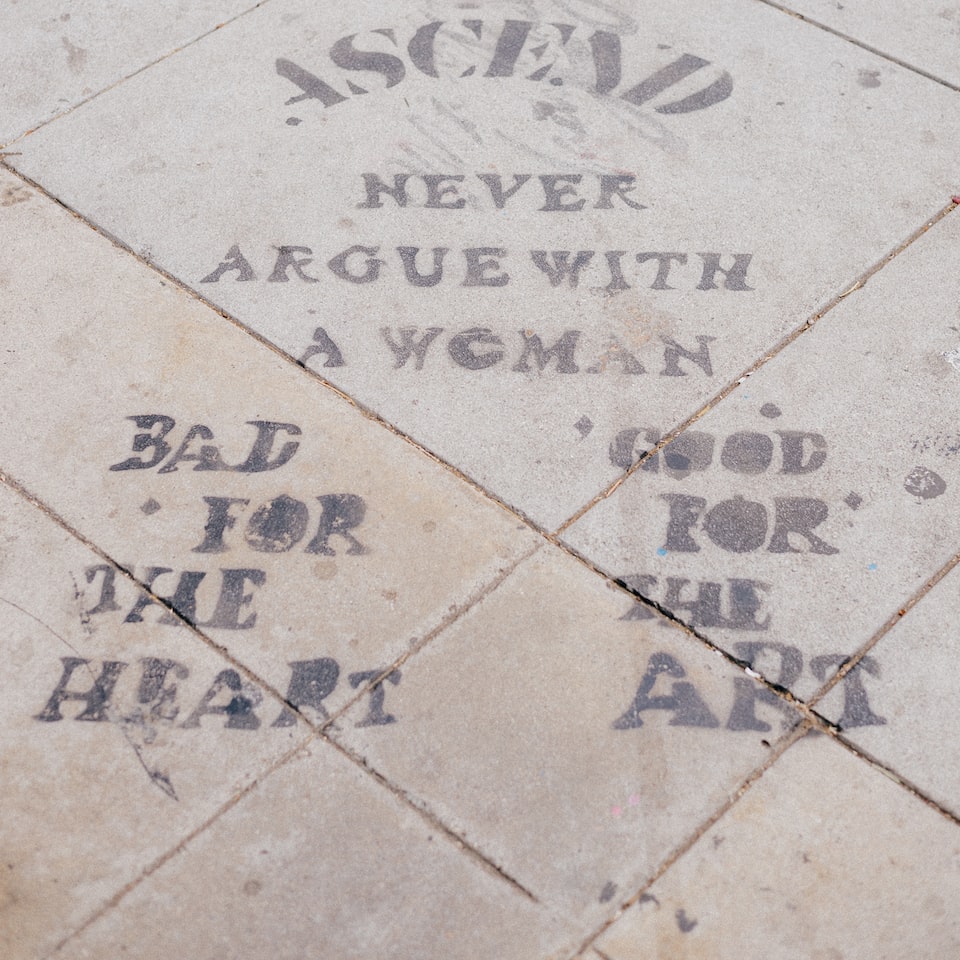 ASCEND
NEVER
ARGUE WITH
A WOMAN
BAD
FOR
THE
HEART
GOOD
FOR
THE
ART